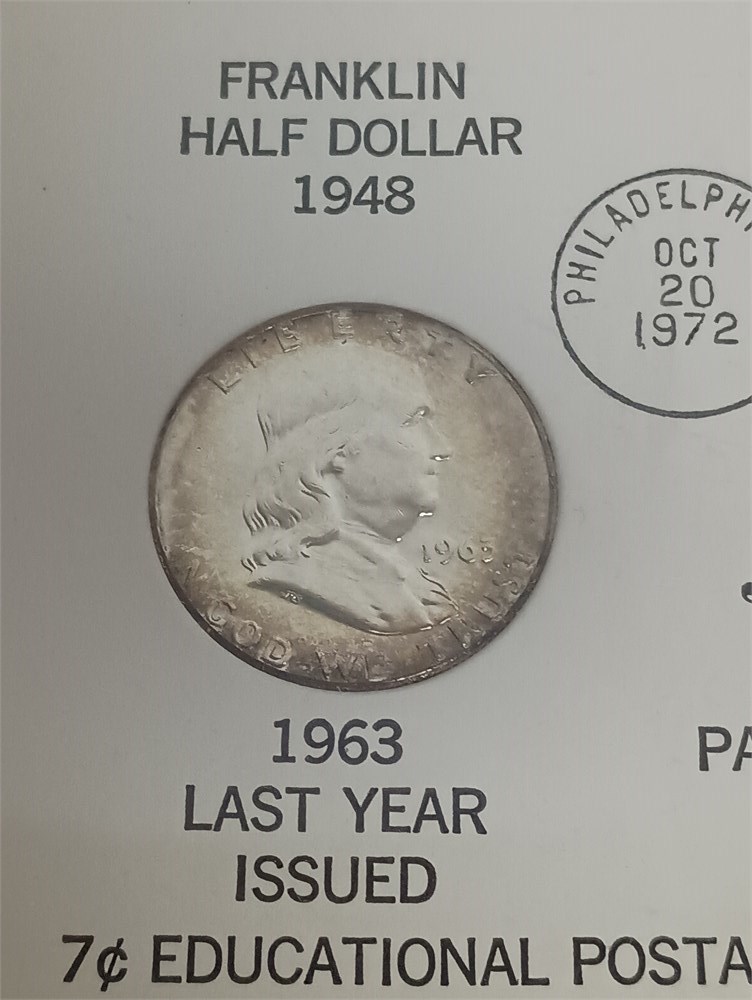 FRANKLIN
HALF DOLLAR
1948
PHILADELPHI
OCT
20
1972
LIBERTY
1963
GOD WE TRUST
1963
LAST YEAR
ISSUED
PA
7¢ EDUCATIONAL POSTA